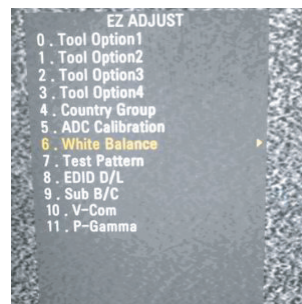 EZ ADJUST
0 . Tool Option1
1 . Tool Option2
2 . Tool Option3
3 . Tool Option4
4 . Country Group
5 . ADC Calibration
6 . White Balance
7 . Test Pattern
8 . EDID D/L
9 . Sub B/C
10 . V-Com
11 . P-Gamma